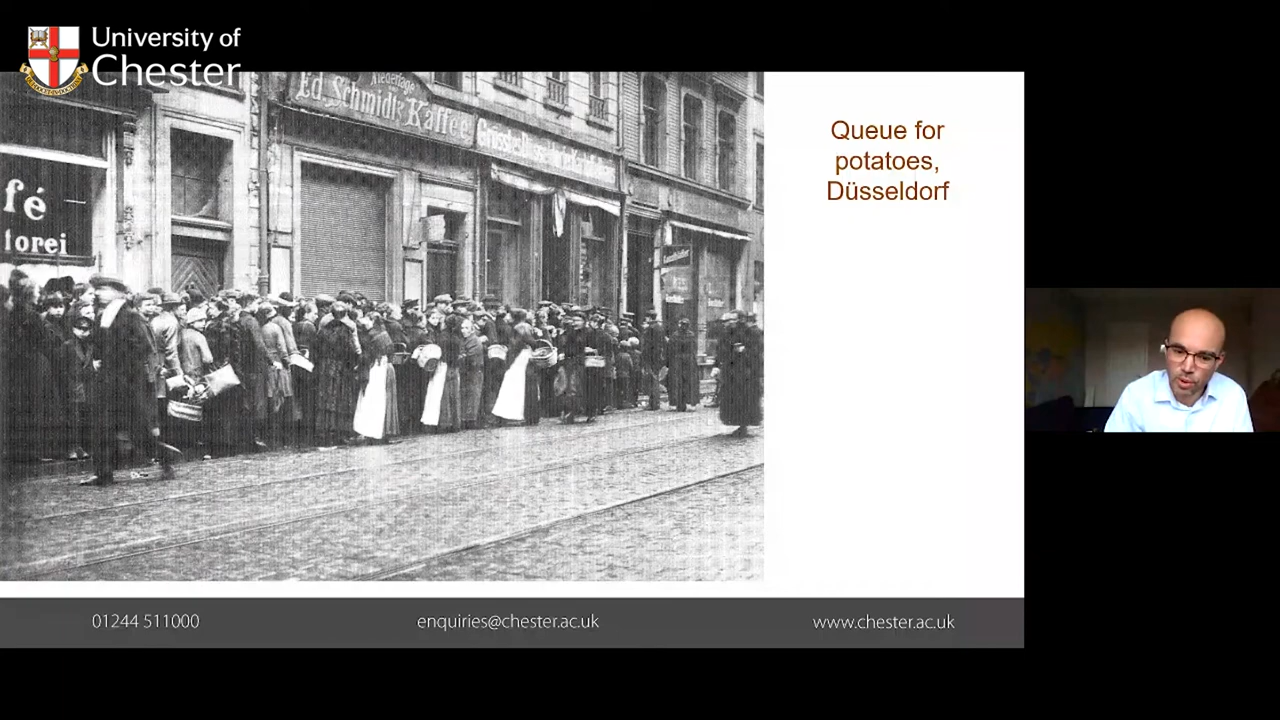 University of
Chester
Niederlage
Ed. Schmidt's Kaffee
fé
torei
Queue for
potatoes,
Düsseldorf
01244 511000
enquiries@chester.ac.uk
www.chester.ac.uk